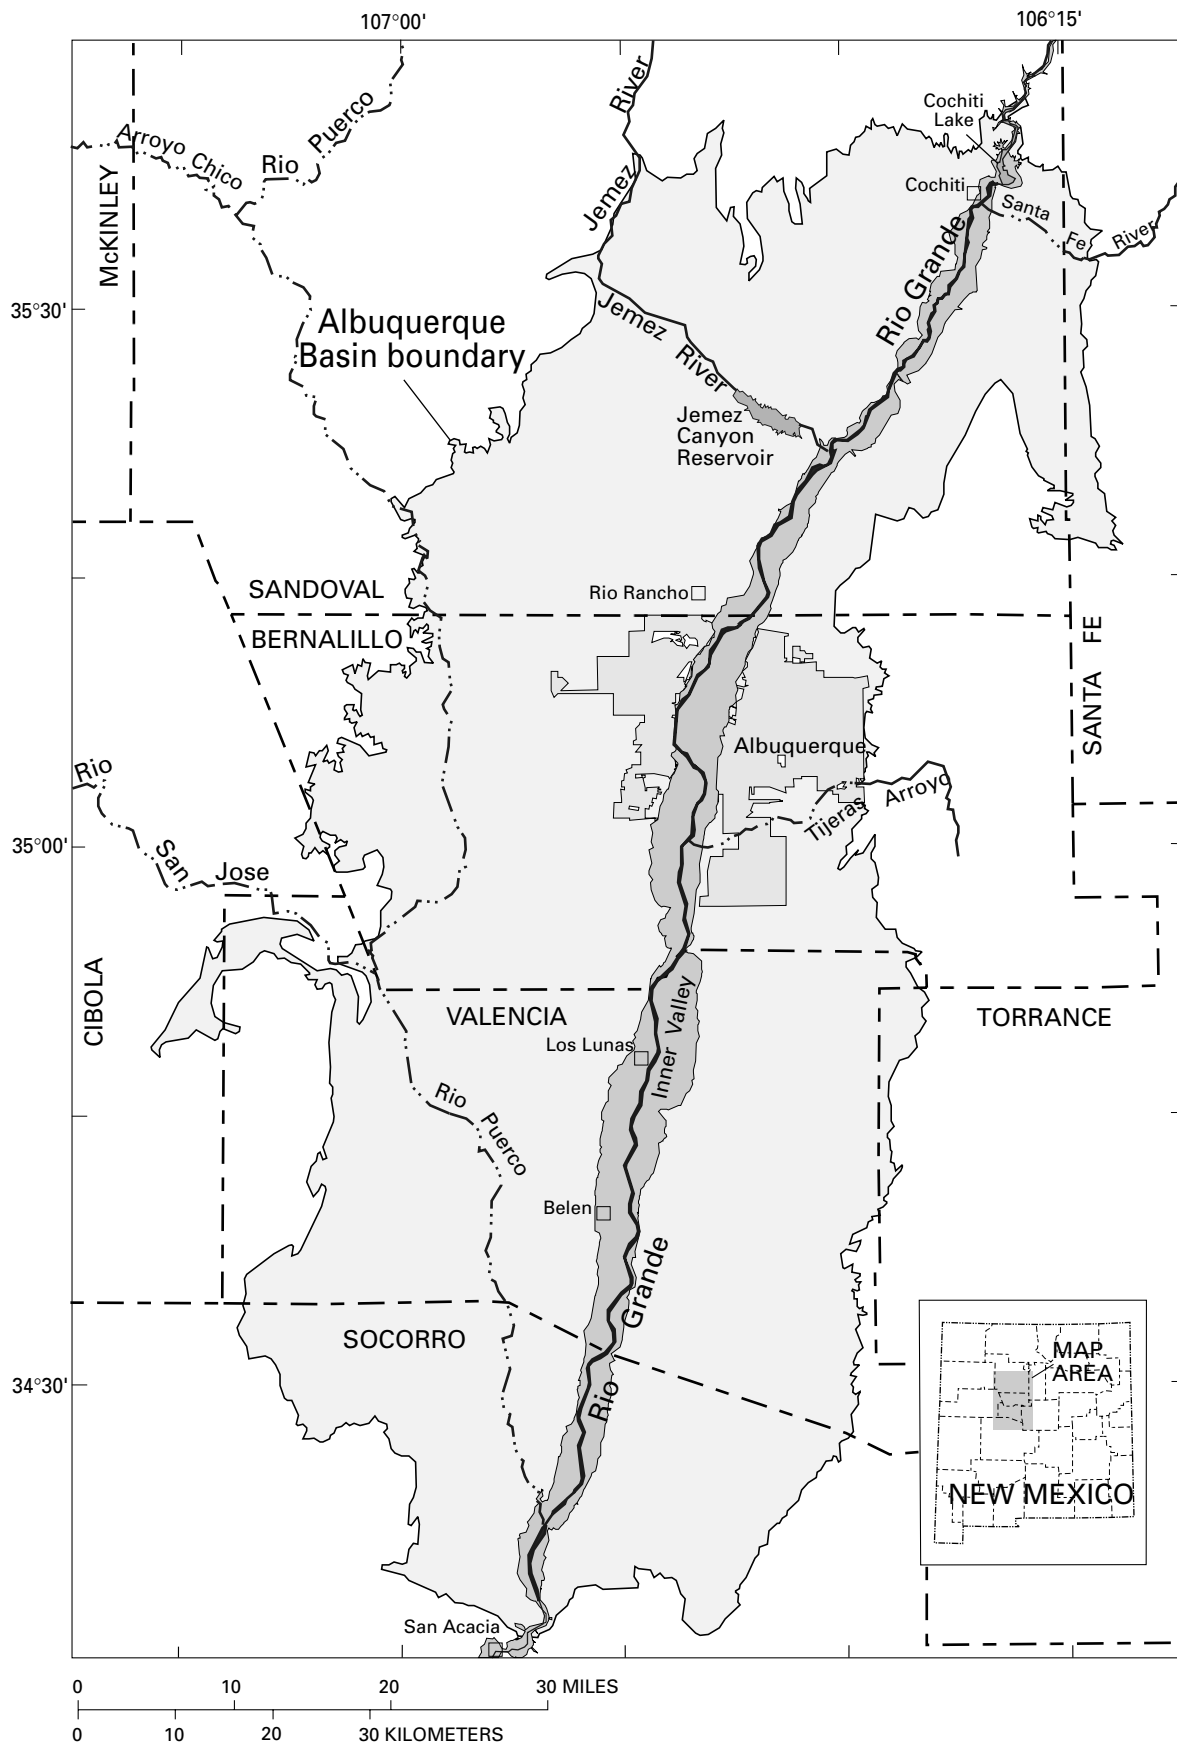 107°00'
106°15'
Cochiti
Lake
River
Rio Puerco
Arroyo Chico
McKINLEY
Jemez
Cochiti
Santa Fe River
Rio Grande
35°30'
Albuquerque
Basin boundary
Jemez River
Jemez
Canyon
Reservoir
SANDOVAL
Rio Rancho
BERNALILLO
SANTA FE
Albuquerque
Rio San Jose
Tijeras Arroyo
35°00'
CIBOLA
VALENCIA
Inner Valley
TORRANCE
Los Lunas
Rio Puerco
Belen
Rio Grande
SOCORRO
34°30'
MAP
AREA
NEW MEXICO
San Acacia
0 10 20 30 MILES
0 10 20 30 KILOMETERS